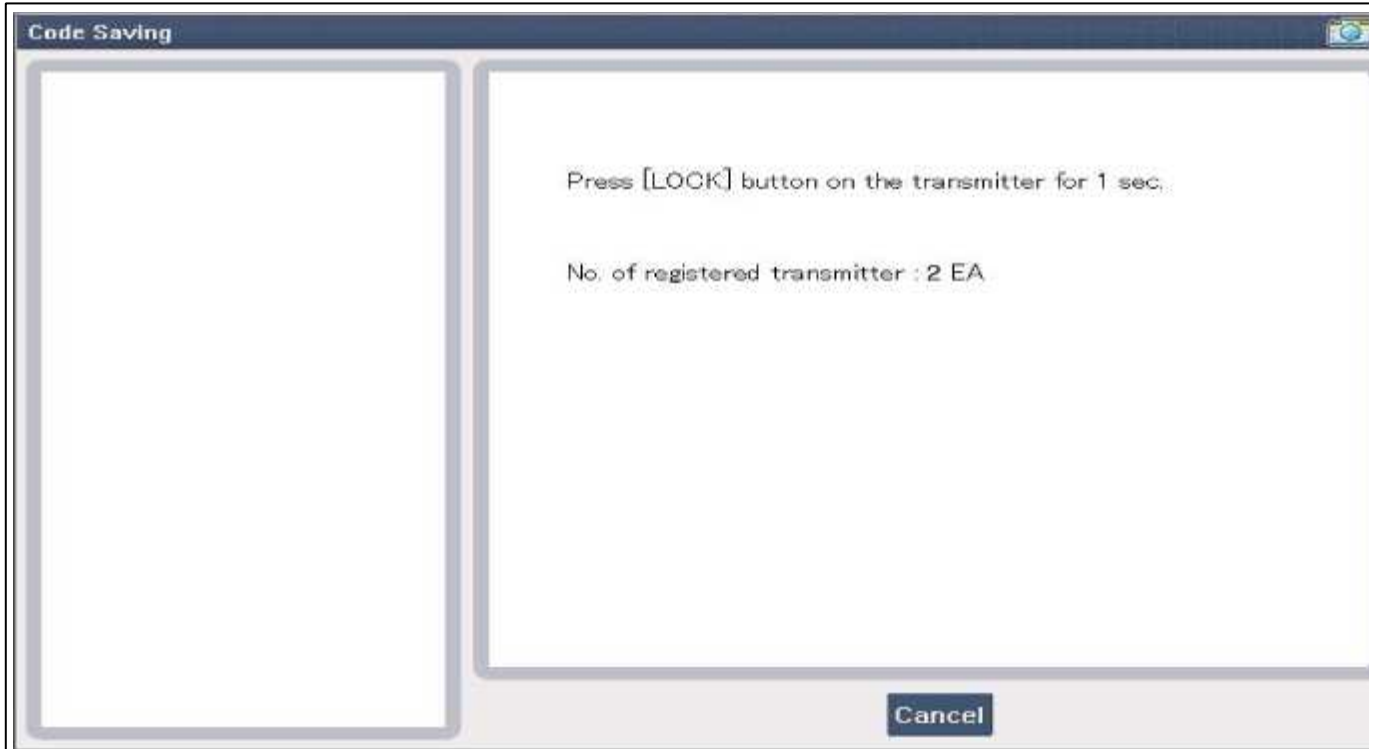 Code Saving
Press [LOCK] button on the transmitter for 1 sec.
No. of registered transmitter : 2 EA
Cancel